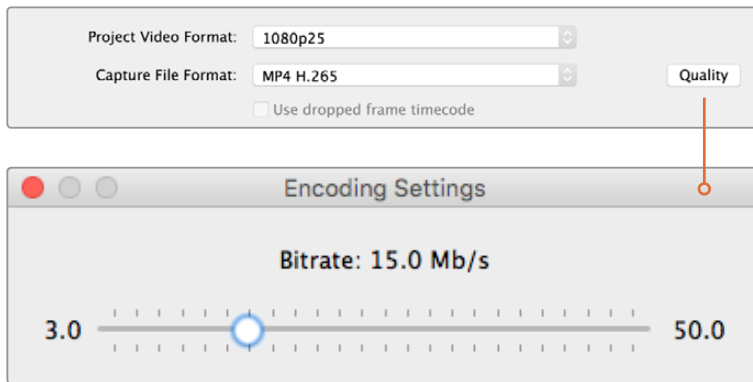 Project Video Format: 1080p25
Capture File Format: MP4 H.265 Quality
Use dropped frame timecode
Encoding Settings
Bitrate: 15.0 Mb/s
3.0 50.0